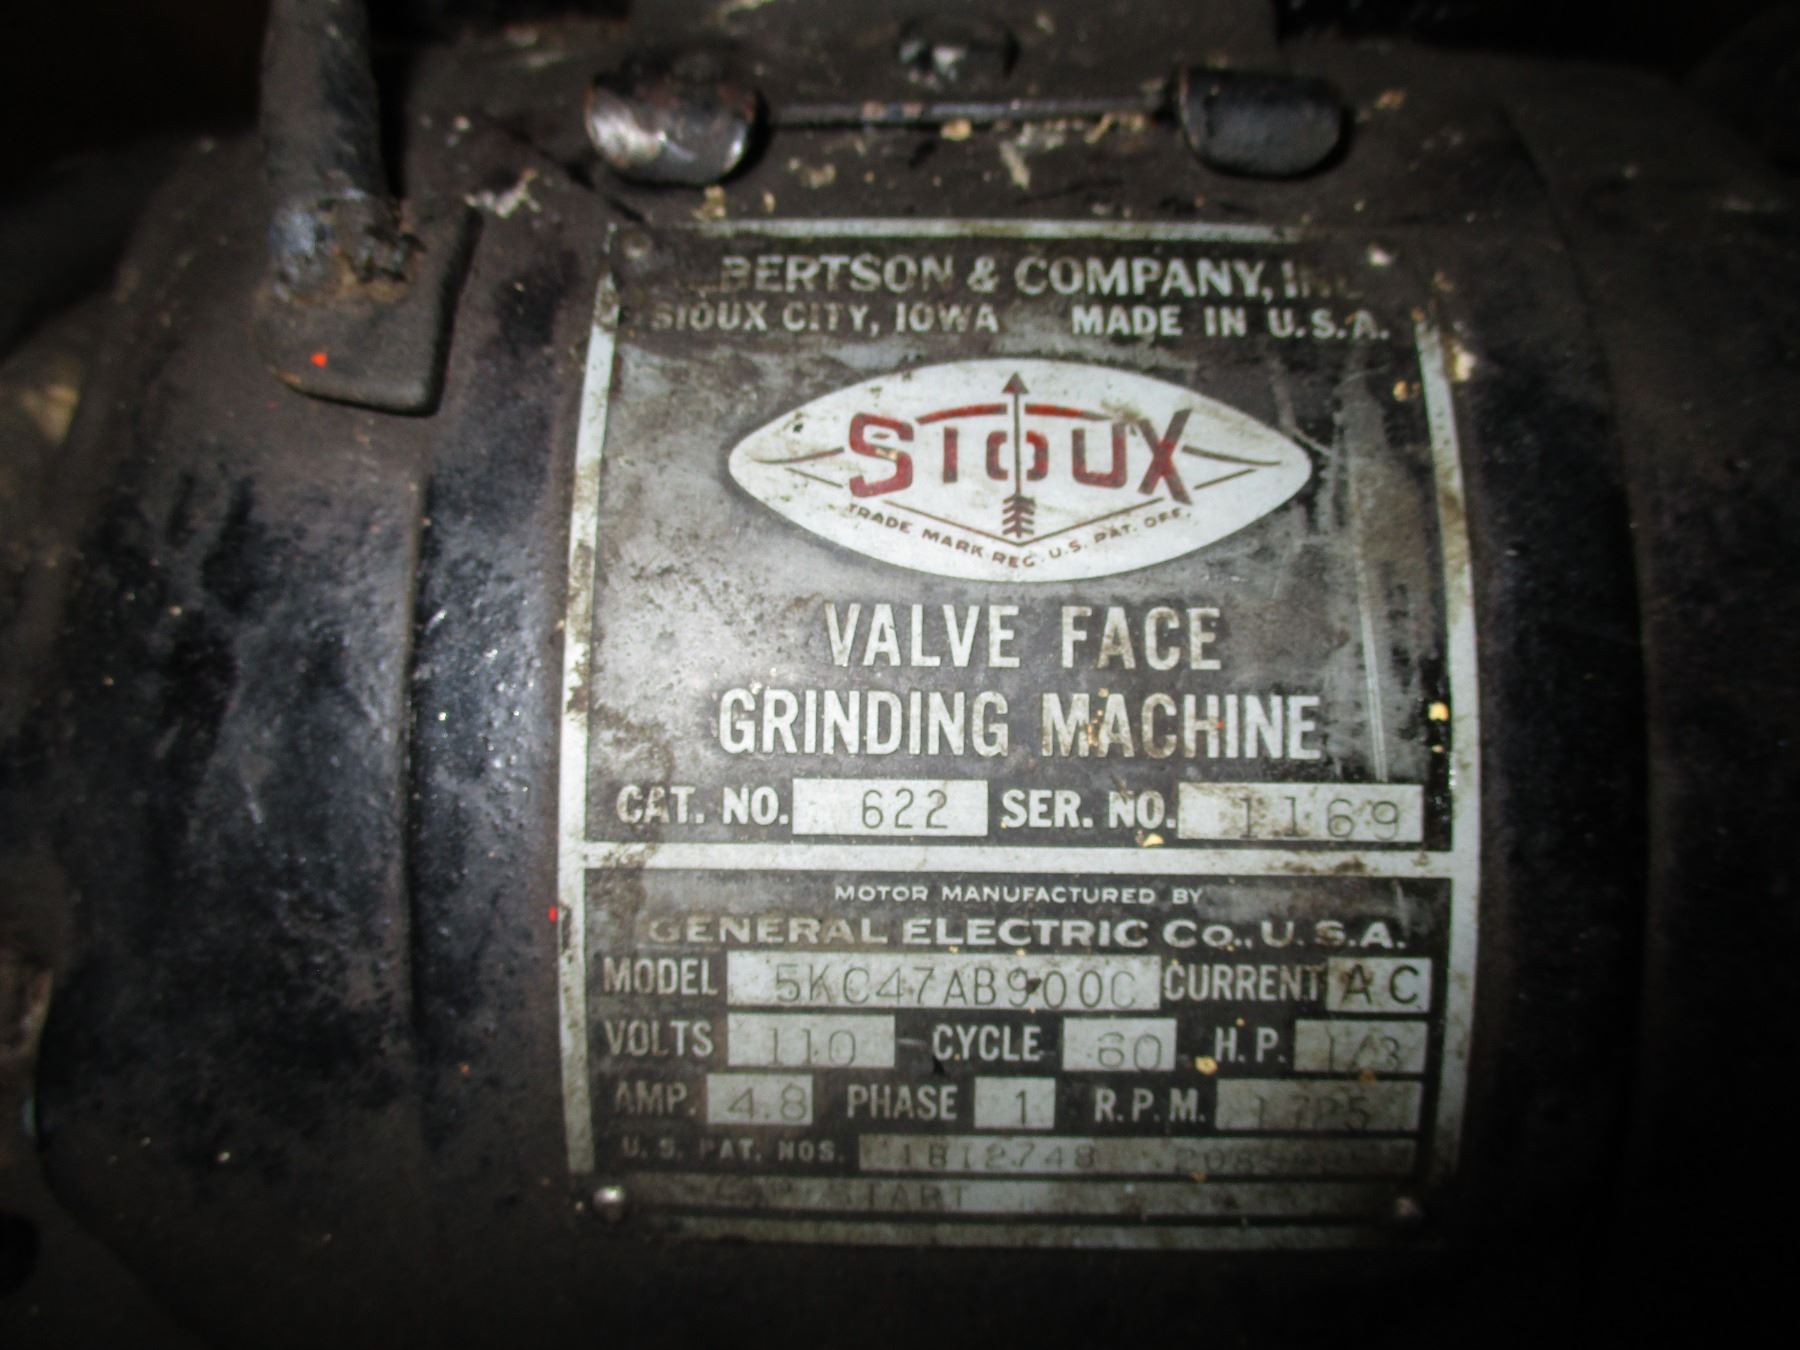 BERTSON & COMPANY, INC
SIOUX CITY, IOWA MADE IN U.S.A.
SIOUX
TRADE MARK REG. U.S. PAT. OFF.
VALVE FACE
GRINDING MACHINE
CAT. NO. 622 SER. NO. 1169
MOTOR MANUFACTURED BY
GENERAL ELECTRIC Co., U.S.A.
MODEL 5KC47AB900C CURRENT AC
VOLTS 110 CYCLE 60 H.P. 1/3
AMP. 4.8 PHASE 1 R.P.M. 1725
U.S. PAT. NOS. 1812748
START